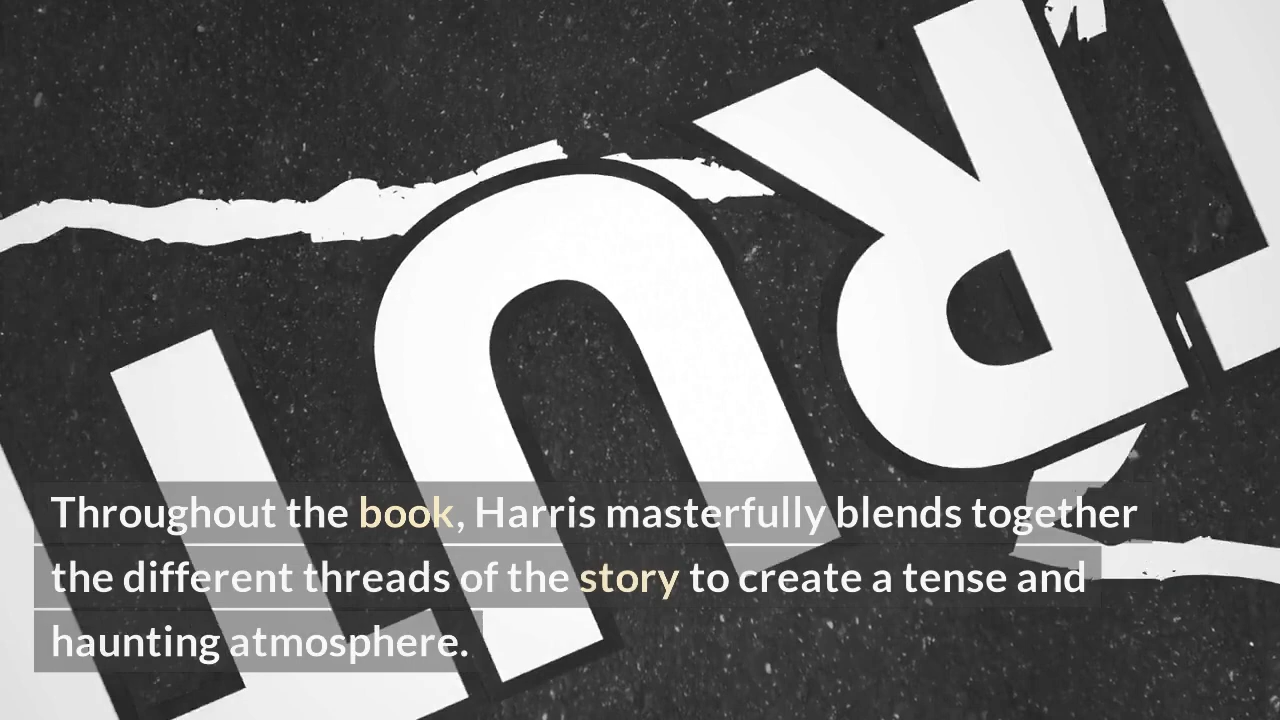 Throughout the book, Harris masterfully blends together
the different threads of the story to create a tense and
haunting atmosphere.